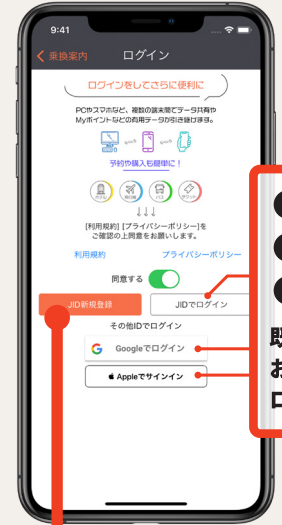 9:41
乗換案内
ログイン
ログインをしてさらに便利に
PCやスマホなど、複数の端末間でデータ共有や
Myポイントなどの有用データが引き継げます。
予約や購入も簡単に！
[利用規約] [プライバシーポリシー]を
ご確認の上同意をお願いします。
利用規約
プライバシーポリシー
同意する
JID新規登録
JIDでログイン
その他IDでログイン
Googleでログイン
Appleでサインイン
既
お
ロ